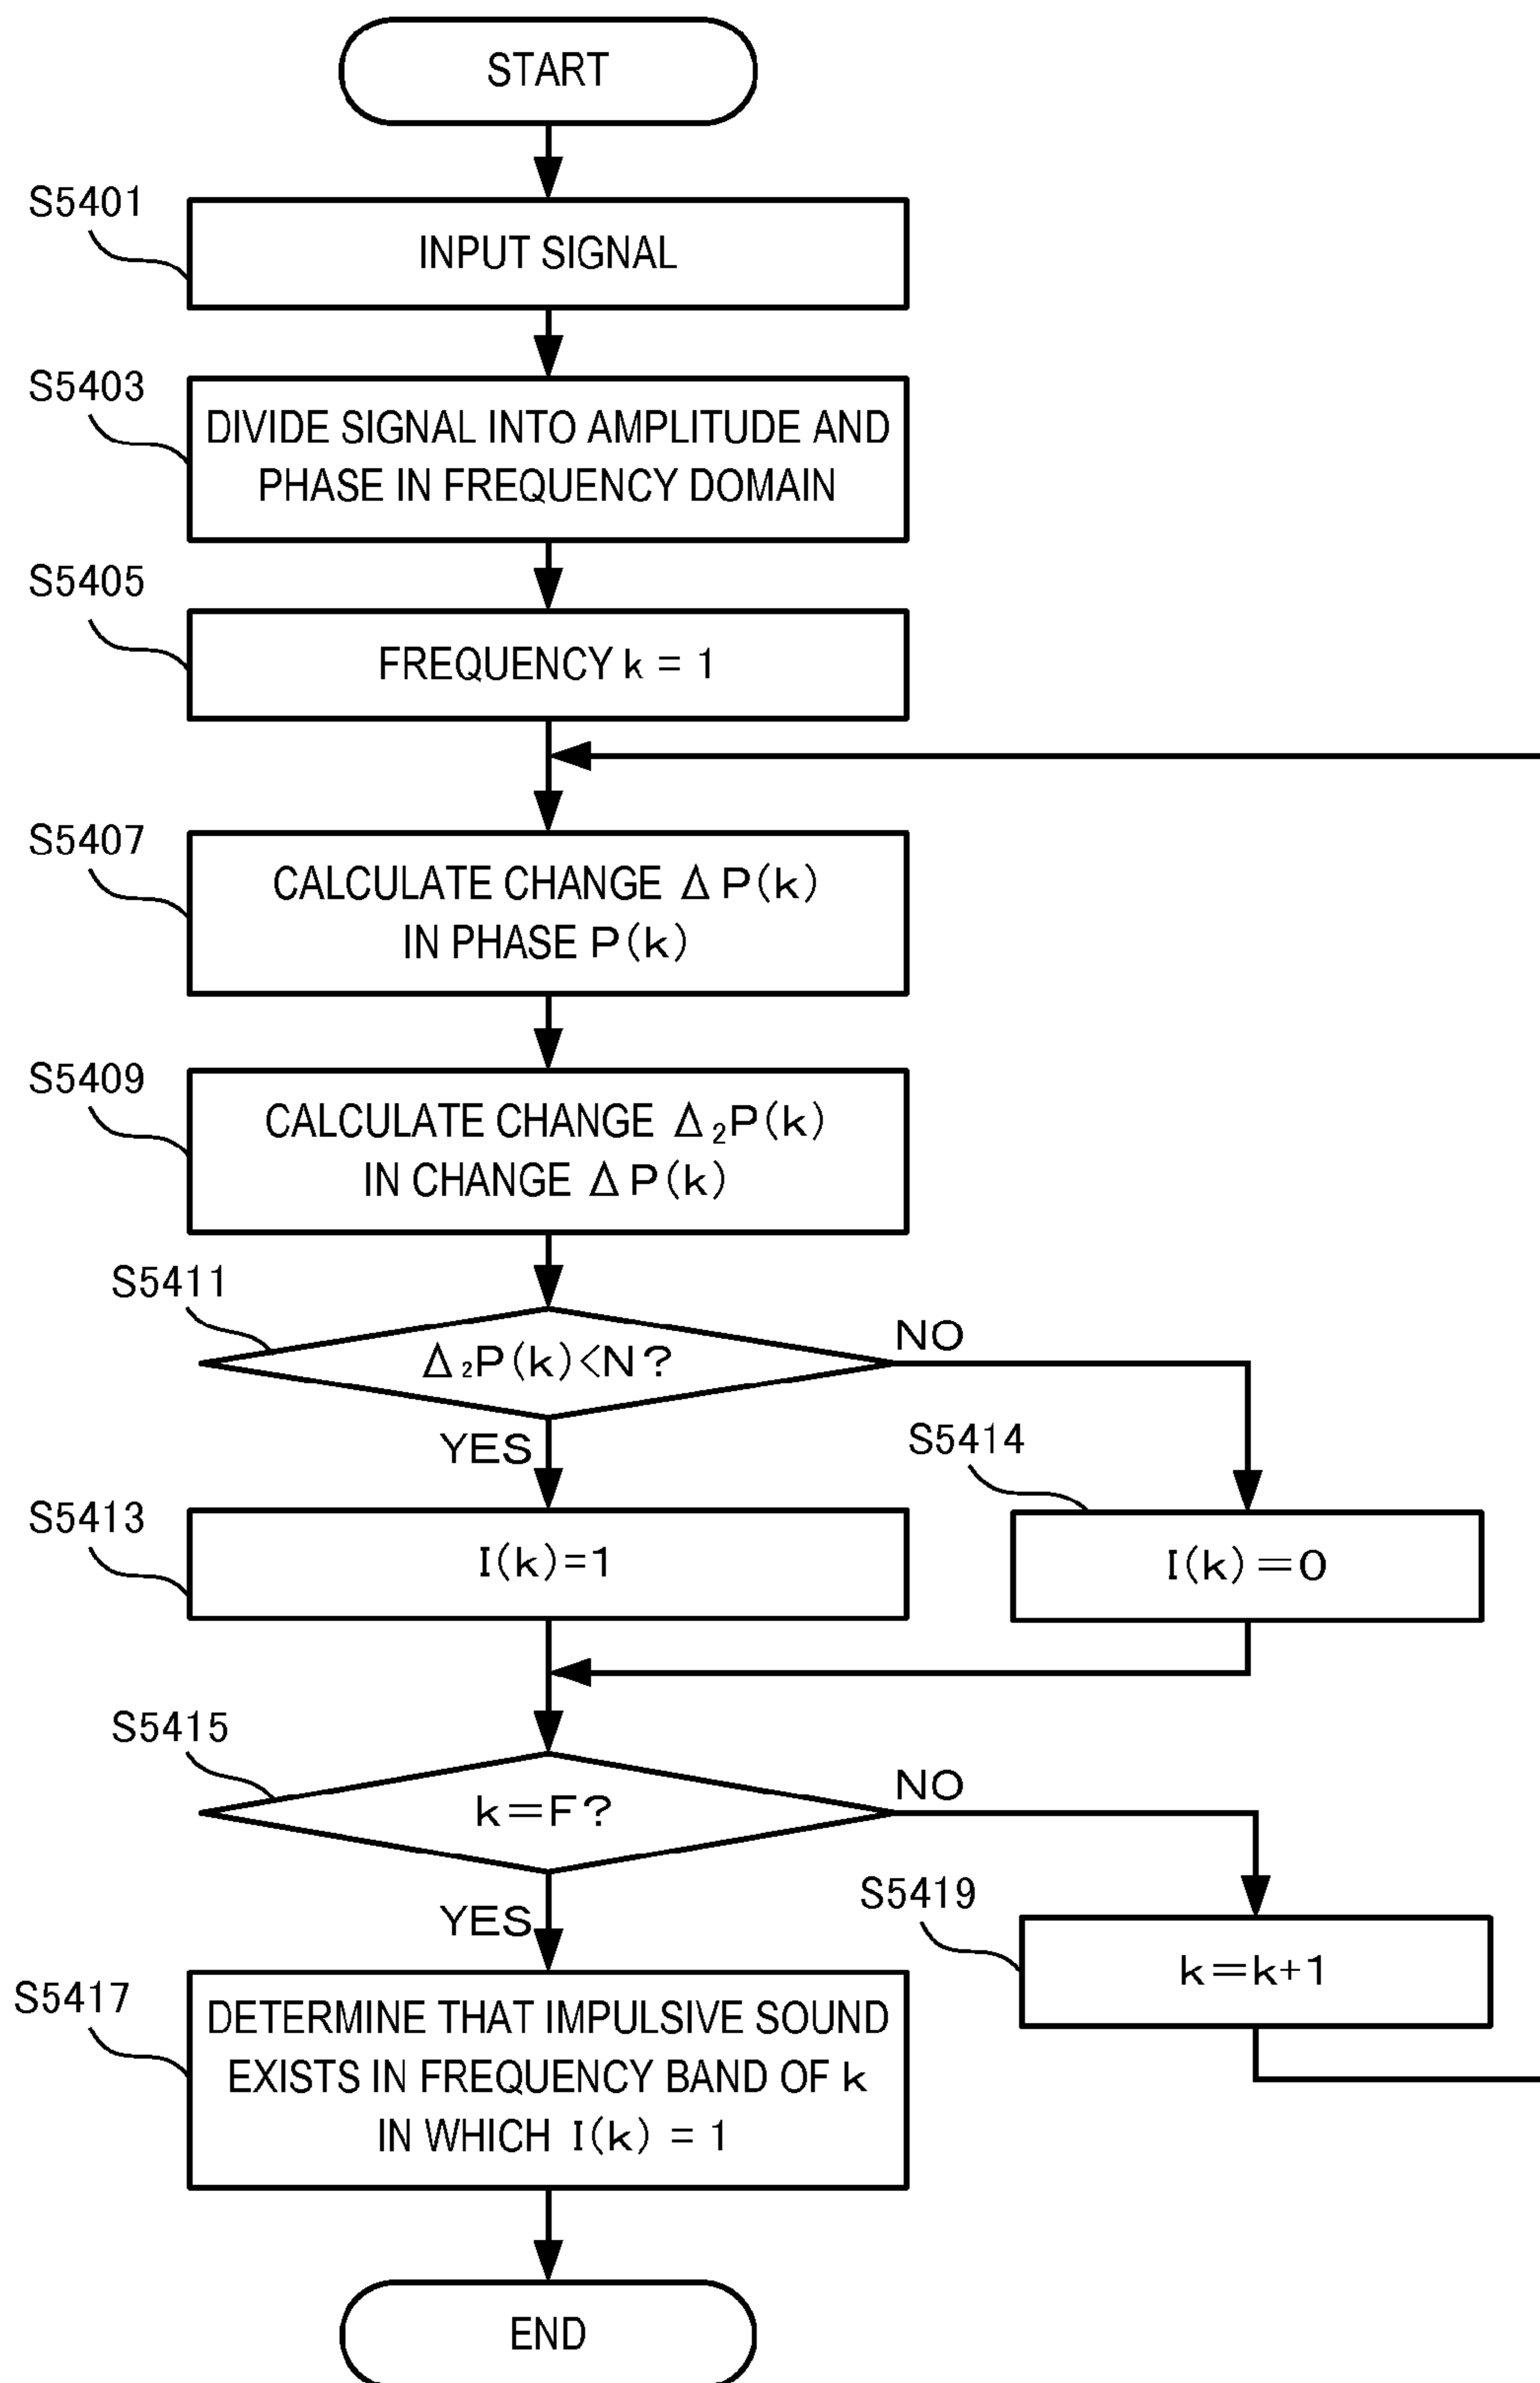 START
S5401
INPUT SIGNAL
S5403
DIVIDE SIGNAL INTO AMPLITUDE AND
PHASE IN FREQUENCY DOMAIN
S5405
FREQUENCY k = 1
S5407
CALCULATE CHANGE Δ P(k)
IN PHASE P(k)
S5409
CALCULATE CHANGE Δ₂P(k)
IN CHANGE Δ P(k)
S5411
Δ₂P(k)<N?
NO
YES
S5414
S5413
I(k)=1
I(k)=0
S5415
k=F?
NO
YES
S5419
k=k+1
S5417
DETERMINE THAT IMPULSIVE SOUND
EXISTS IN FREQUENCY BAND OF k
IN WHICH I(k) = 1
END